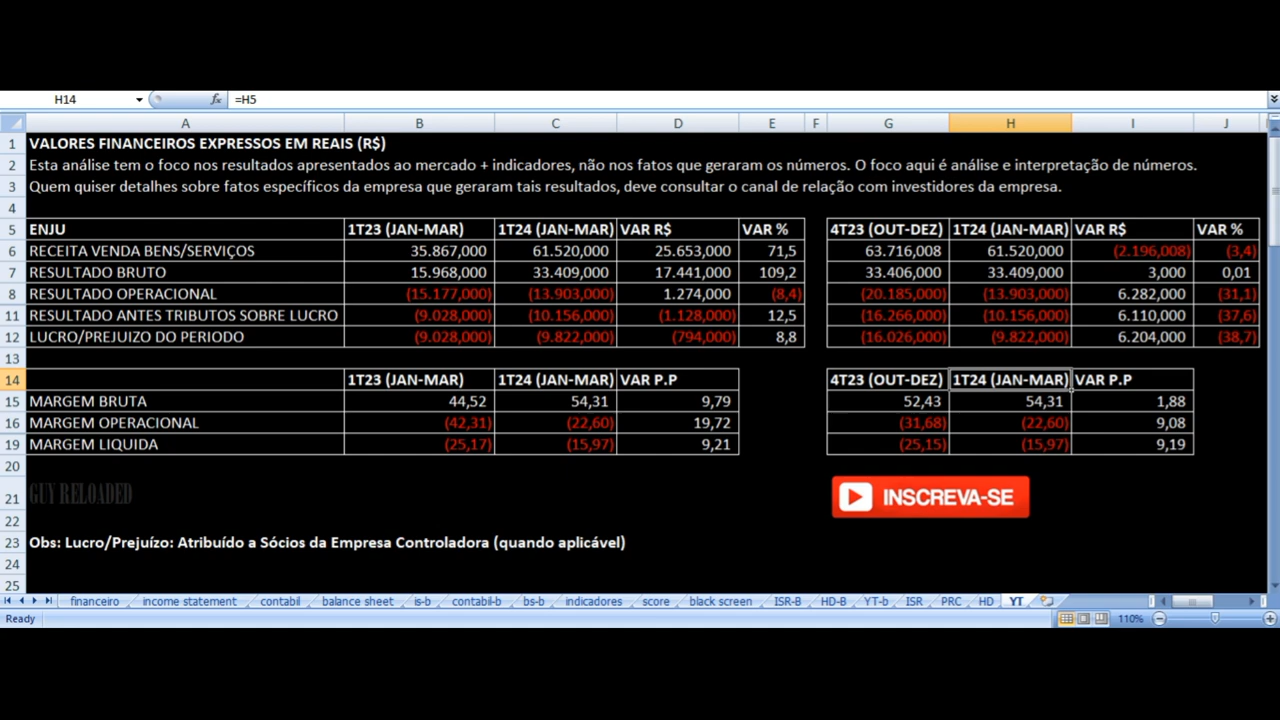 H14 =H5
A B C D E F G H I J
1 VALORES FINANCEIROS EXPRESSOS EM REAIS (R$)
2 Esta análise tem o foco nos resultados apresentados ao mercado + indicadores, não nos fatos que geraram os números. O foco aqui é análise e interpretação de números.
3 Quem quiser detalhes sobre fatos específicos da empresa que geraram tais resultados, deve consultar o canal de relação com investidores da empresa.
4
5 ENJU 1T23 (JAN-MAR) 1T24 (JAN-MAR) VAR R$ VAR % 4T23 (OUT-DEZ) 1T24 (JAN-MAR) VAR R$ VAR %
6 RECEITA VENDA BENS/SERVIÇOS 35.867,000 61.520,000 25.653,000 71,5 63.716,008 61.520,000 (2.196,008) (3,4)
7 RESULTADO BRUTO 15.968,000 33.409,000 17.441,000 109,2 33.406,000 33.409,000 3,000 0,01
8 RESULTADO OPERACIONAL (15.177,000) (13.903,000) 1.274,000 (8,4) (20.185,000) (13.903,000) 6.282,000 (31,1)
11 RESULTADO ANTES TRIBUTOS SOBRE LUCRO (9.028,000) (10.156,000) (1.128,000) 12,5 (16.266,000) (10.156,000) 6.110,000 (37,6)
12 LUCRO/PREJUIZO DO PERIODO (9.028,000) (9.822,000) (794,000) 8,8 (16.026,000) (9.822,000) 6.204,000 (38,7)
13
14 1T23 (JAN-MAR) 1T24 (JAN-MAR) VAR P.P 4T23 (OUT-DEZ) 1T24 (JAN-MAR) VAR P.P
15 MARGEM BRUTA 44,52 54,31 9,79 52,43 54,31 1,88
16 MARGEM OPERACIONAL (42,31) (22,60) 19,72 (31,68) (22,60) 9,08
19 MARGEM LIQUIDA (25,17) (15,97) 9,21 (25,15) (15,97) 9,19
20
21 GUY RELOADED INSCREVA-SE
22
23 Obs: Lucro/Prejuízo: Atribuído a Sócios da Empresa Controladora (quando aplicável)
24
25
financeiro income statement contabil balance sheet is-b contabil-b bs-b indicadores score black screen ISR-B HD-B YT-b ISR PRC HD YT
Ready 110%